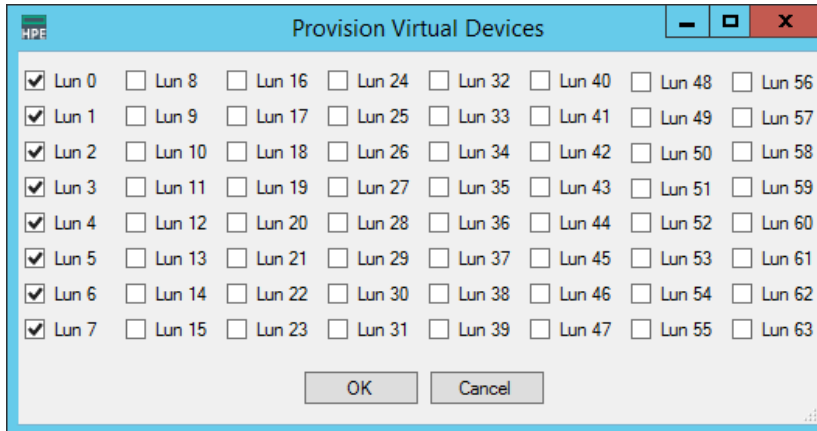 HPE Provision Virtual Devices X
Lun 0 Lun 8 Lun 16 Lun 24 Lun 32 Lun 40 Lun 48 Lun 56
Lun 1 Lun 9 Lun 17 Lun 25 Lun 33 Lun 41 Lun 49 Lun 57
Lun 2 Lun 10 Lun 18 Lun 26 Lun 34 Lun 42 Lun 50 Lun 58
Lun 3 Lun 11 Lun 19 Lun 27 Lun 35 Lun 43 Lun 51 Lun 59
Lun 4 Lun 12 Lun 20 Lun 28 Lun 36 Lun 44 Lun 52 Lun 60
Lun 5 Lun 13 Lun 21 Lun 29 Lun 37 Lun 45 Lun 53 Lun 61
Lun 6 Lun 14 Lun 22 Lun 30 Lun 38 Lun 46 Lun 54 Lun 62
Lun 7 Lun 15 Lun 23 Lun 31 Lun 39 Lun 47 Lun 55 Lun 63
OK Cancel